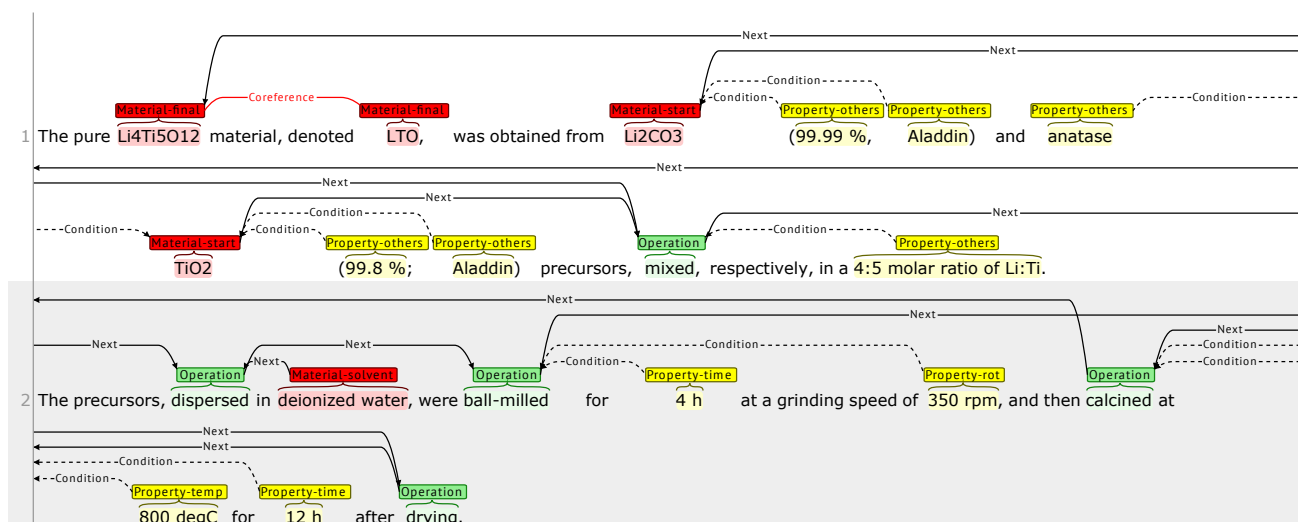 Next
Next
Condition
Coreference Condition Condition
Material-final Material-final Material-start Property-others Property-others Property-others
1 The pure Li4Ti5O12 material, denoted LTO, was obtained from Li2CO3 (99.99 %, Aladdin) and anatase
Next
Next
Next
Condition Next
Condition Condition
Material-start Property-others Property-others Operation Property-others
TiO2 (99.8 %; Aladdin) precursors, mixed, respectively, in a 4:5 molar ratio of Li:Ti.
Next
Next
Next
Next Next Condition Condition
Next Condition Condition
Operation Material-solvent Operation Property-time Property-rot Operation
2 The precursors, dispersed in deionized water, were ball-milled for 4 h at a grinding speed of 350 rpm, and then calcined at
Next
Next
Condition
Condition
Property-temp Property-time Operation
800 degC for 12 h after drying.